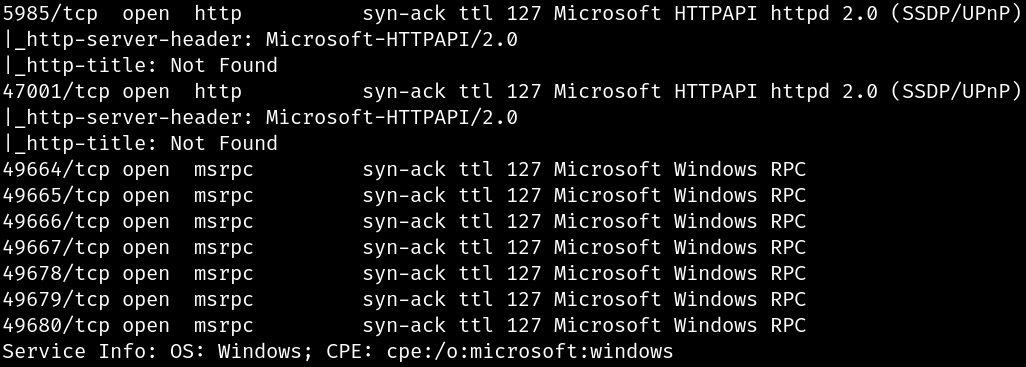 5985/tcp  open  http          syn-ack ttl 127 Microsoft HTTPAPI httpd 2.0 (SSDP/UPnP)
|_http-server-header: Microsoft-HTTPAPI/2.0
|_http-title: Not Found
47001/tcp open  http          syn-ack ttl 127 Microsoft HTTPAPI httpd 2.0 (SSDP/UPnP)
|_http-server-header: Microsoft-HTTPAPI/2.0
|_http-title: Not Found
49664/tcp open  msrpc         syn-ack ttl 127 Microsoft Windows RPC
49665/tcp open  msrpc         syn-ack ttl 127 Microsoft Windows RPC
49666/tcp open  msrpc         syn-ack ttl 127 Microsoft Windows RPC
49667/tcp open  msrpc         syn-ack ttl 127 Microsoft Windows RPC
49678/tcp open  msrpc         syn-ack ttl 127 Microsoft Windows RPC
49679/tcp open  msrpc         syn-ack ttl 127 Microsoft Windows RPC
49680/tcp open  msrpc         syn-ack ttl 127 Microsoft Windows RPC
Service Info: OS: Windows; CPE: cpe:/o:microsoft:windows